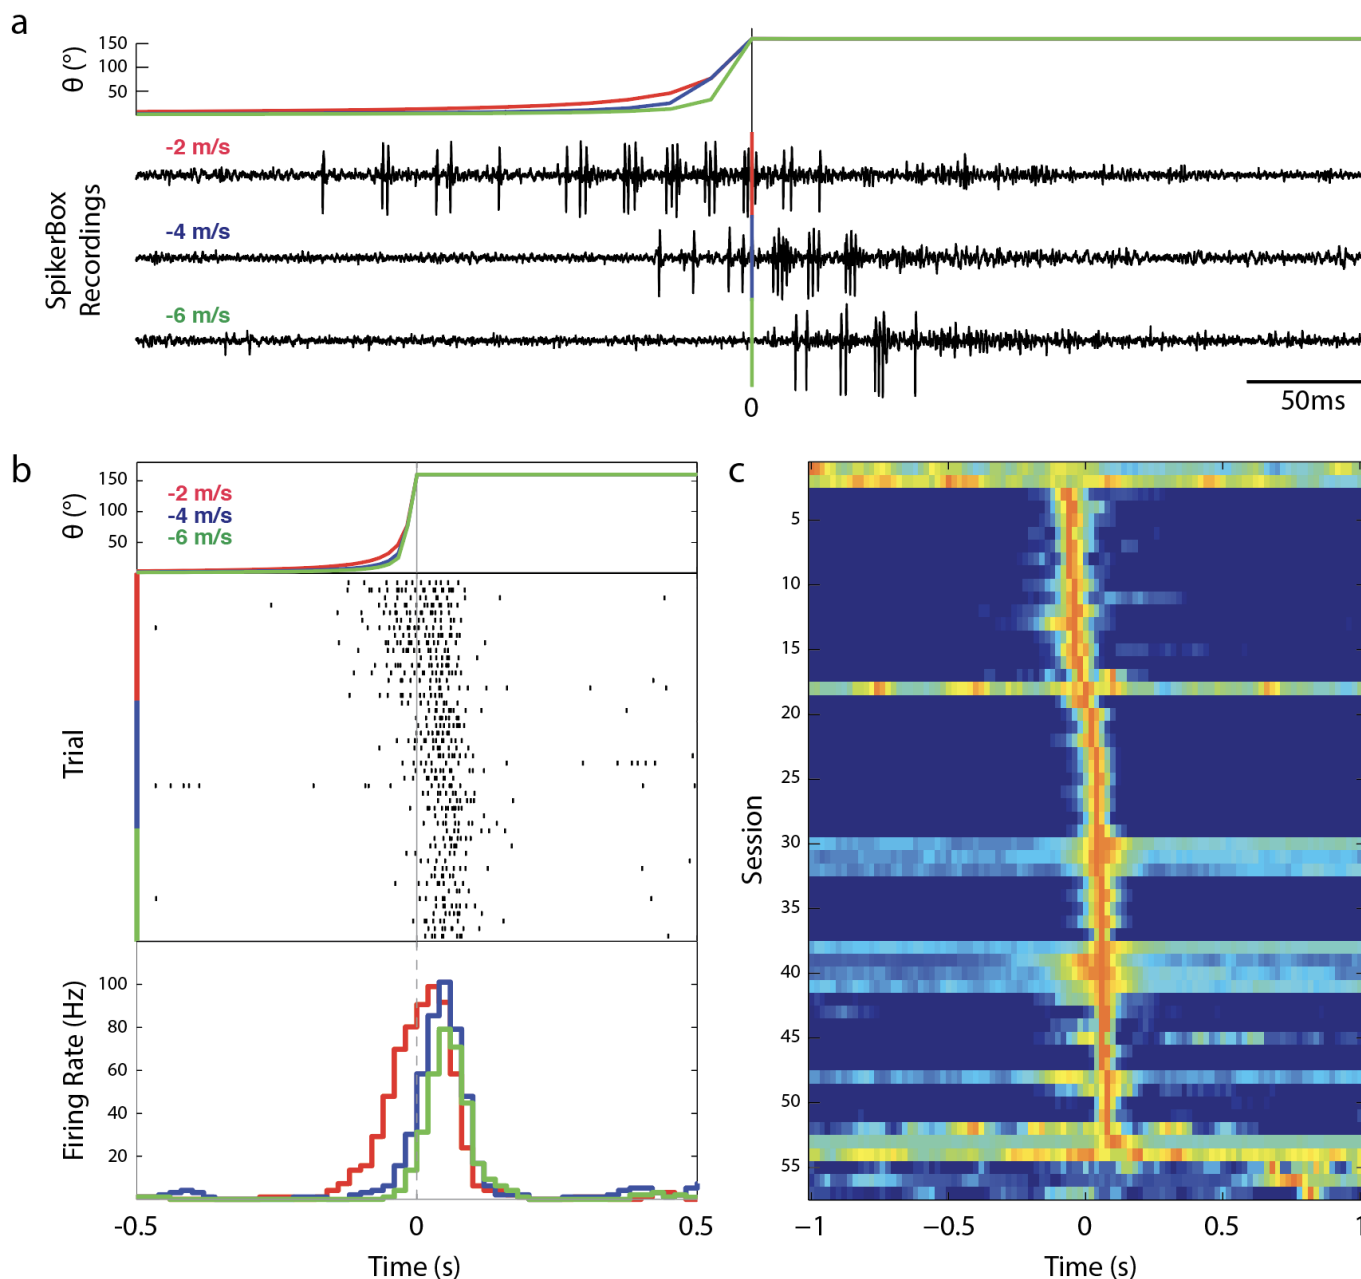 a
θ (°)
150
100
50
SpikerBox
Recordings
-2 m/s
-4 m/s
-6 m/s
0
50ms
b
θ (°)
150
100
50
-2 m/s
-4 m/s
-6 m/s
Trial
Firing Rate (Hz)
100
80
60
40
20
-0.5
0
0.5
Time (s)
c
Session
5
10
15
20
25
30
35
40
45
50
55
−1
−0.5
0
0.5
1
Time (s)